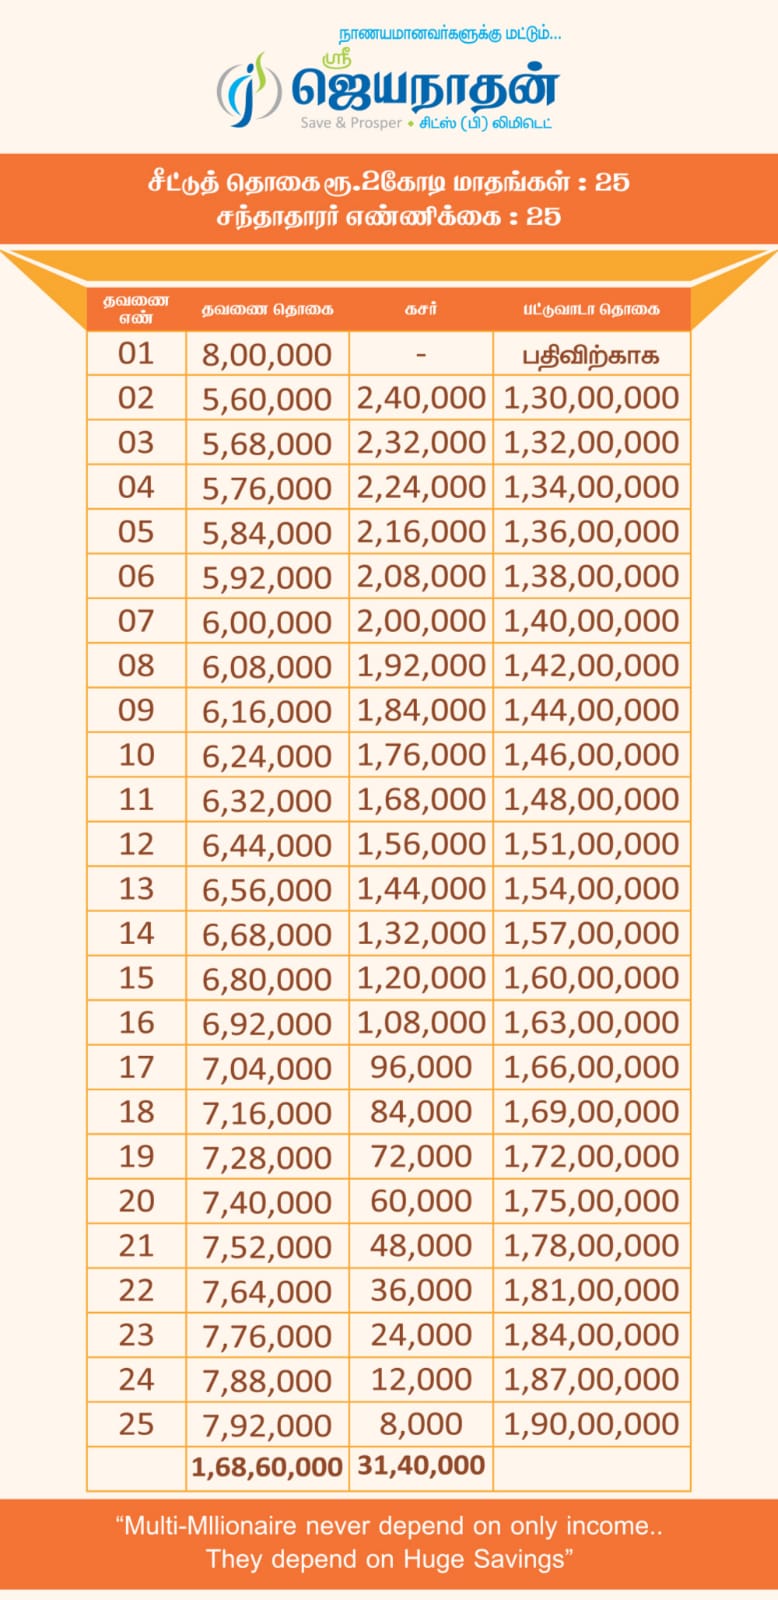 நாணயமானவர்களுக்கு மட்டும்...
ஸ்ரீ
ஜெயநாதன்
Save & Prosper • சிட்ஸ் (பி) லிமிடெட்
சீட்டுத் தொகை ரூ.2கோடி மாதங்கள் : 25
சந்தாதாரர் எண்ணிக்கை : 25
தவணை எண் தவணை தொகை கசர் பட்டுவாடா தொகை
01 8,00,000 - பதிவிற்காக
02 5,60,000 2,40,000 1,30,00,000
03 5,68,000 2,32,000 1,32,00,000
04 5,76,000 2,24,000 1,34,00,000
05 5,84,000 2,16,000 1,36,00,000
06 5,92,000 2,08,000 1,38,00,000
07 6,00,000 2,00,000 1,40,00,000
08 6,08,000 1,92,000 1,42,00,000
09 6,16,000 1,84,000 1,44,00,000
10 6,24,000 1,76,000 1,46,00,000
11 6,32,000 1,68,000 1,48,00,000
12 6,44,000 1,56,000 1,51,00,000
13 6,56,000 1,44,000 1,54,00,000
14 6,68,000 1,32,000 1,57,00,000
15 6,80,000 1,20,000 1,60,00,000
16 6,92,000 1,08,000 1,63,00,000
17 7,04,000 96,000 1,66,00,000
18 7,16,000 84,000 1,69,00,000
19 7,28,000 72,000 1,72,00,000
20 7,40,000 60,000 1,75,00,000
21 7,52,000 48,000 1,78,00,000
22 7,64,000 36,000 1,81,00,000
23 7,76,000 24,000 1,84,00,000
24 7,88,000 12,000 1,87,00,000
25 7,92,000 8,000 1,90,00,000
1,68,60,000 31,40,000
“Multi-MIlionaire never depend on only income..
They depend on Huge Savings”